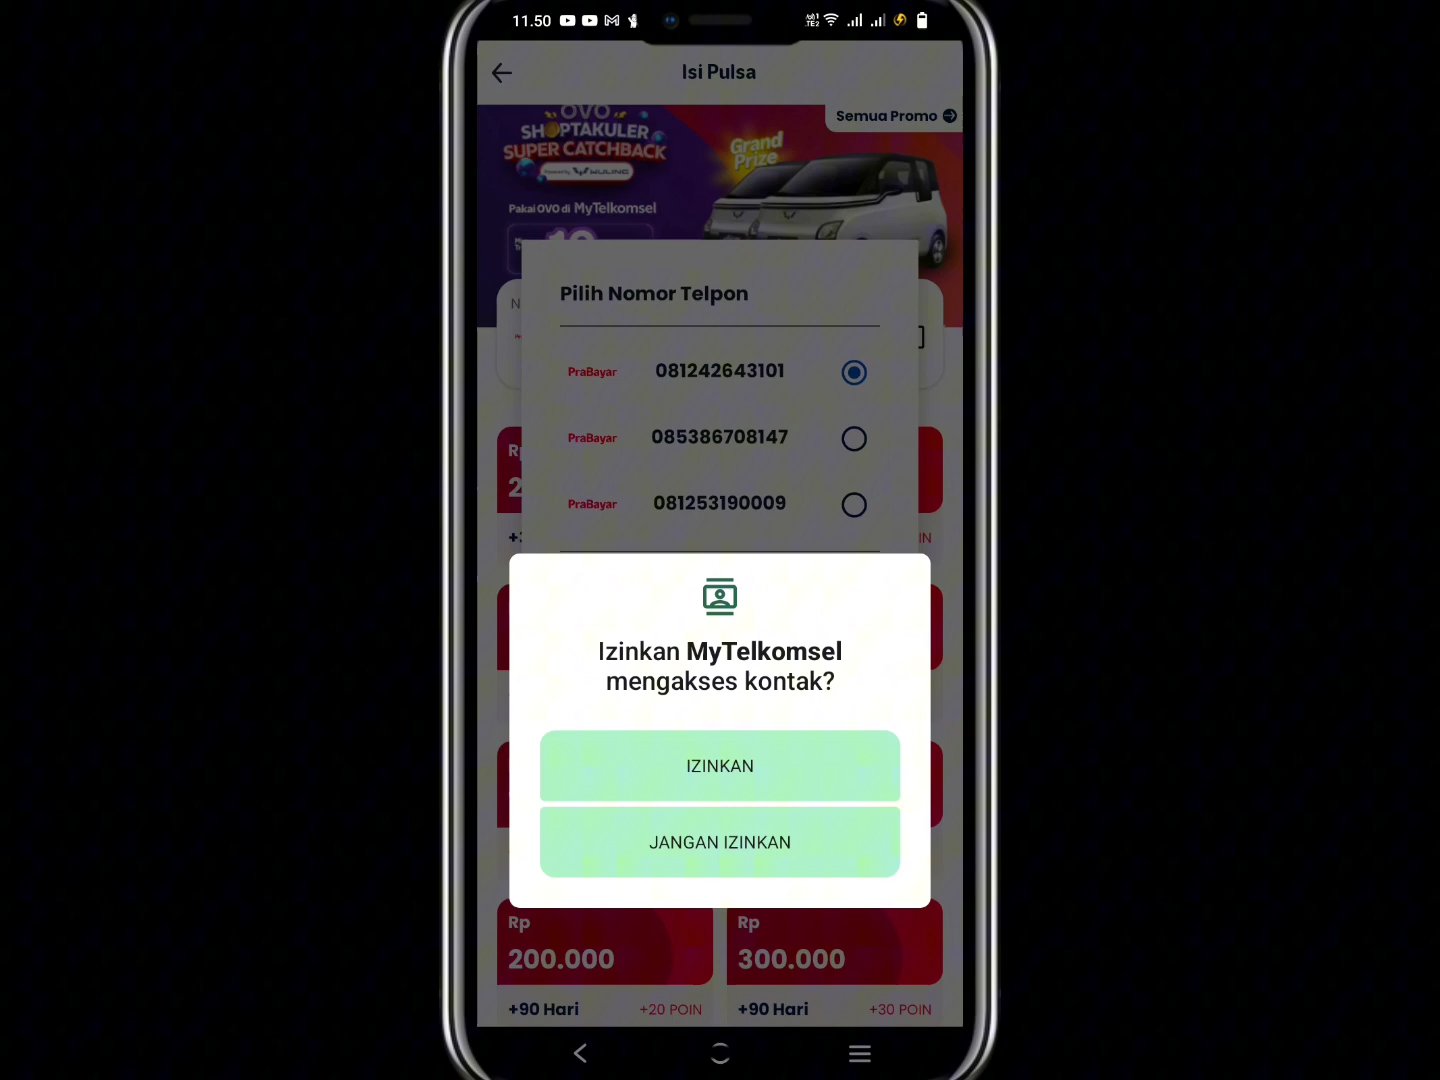 11.50
Isi Pulsa
Semua Promo
OVO
SHOPTAKULER
SUPER CATCHBACK
WULING
Grand
Prize
Pakai OVO di MyTelkomsel
Pilih Nomor Telpon
PraBayar 081242643101
PraBayar 085386708147
PraBayar 081253190009
Izinkan MyTelkomsel
mengakses kontak?
IZINKAN
JANGAN IZINKAN
Rp
200.000
+90 Hari +20 POIN
Rp
300.000
+90 Hari +30 POIN